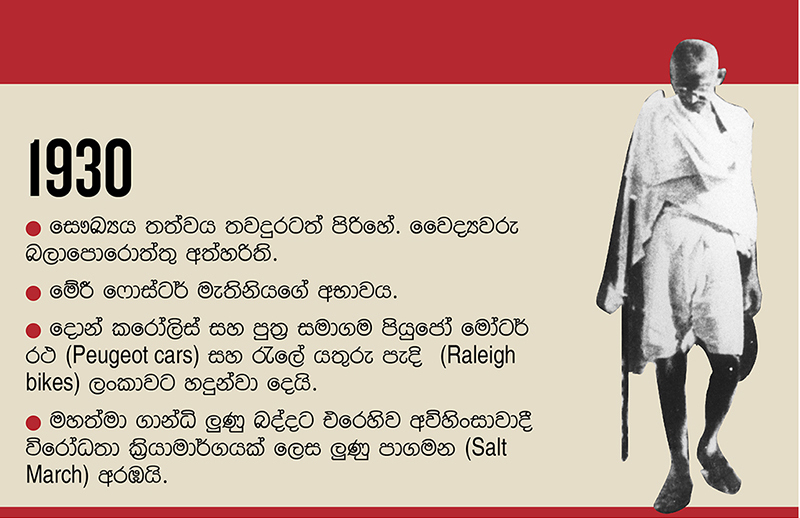 1930
● සෞඛ්‍යය තත්වය තවදුරටත් පිරිහේ. වෛද්‍යවරු
බලාපොරොත්තු අත්හරිති.
● මේරී ෆොස්ටර් මැතිනියගේ අභාවය.
● දොන් කරෝලිස් සහ පුත්‍ර සමාගම පියුජෝ මෝටර්
රථ (Peugeot cars) සහ රැලේ යතුරු පැදි (Raleigh
bikes) ලංකාවට හඳුන්වා දෙයි.
● මහත්මා ගාන්ධි ලුණු බද්දට එරෙහිව අවිහිංසාවාදී
විරෝධතා ක්‍රියාමාර්ගයක් ලෙස ලුණු පාගමන (Salt
March) අරඹයි.